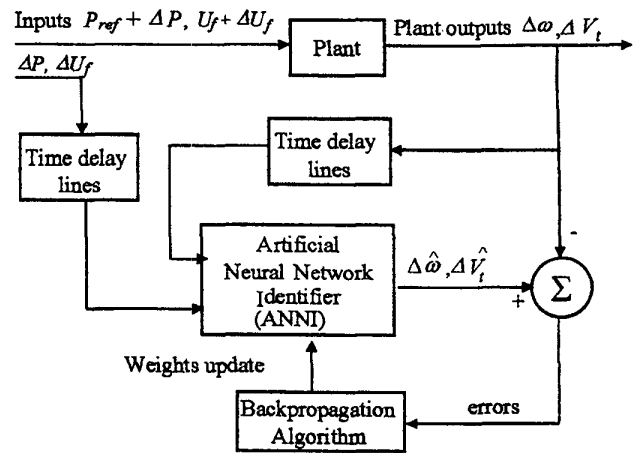 Inputs P_ref + ΔP, U_f + ΔU_f
Plant
Plant outputs Δω, ΔV_t
ΔP, ΔU_f
Time delay
lines
Time delay
lines
Artificial
Neural Network
Identifier
(ANNI)
Δω̂, ΔV̂_t
-
+
Σ
Weights update
Backpropagation
Algorithm
errors